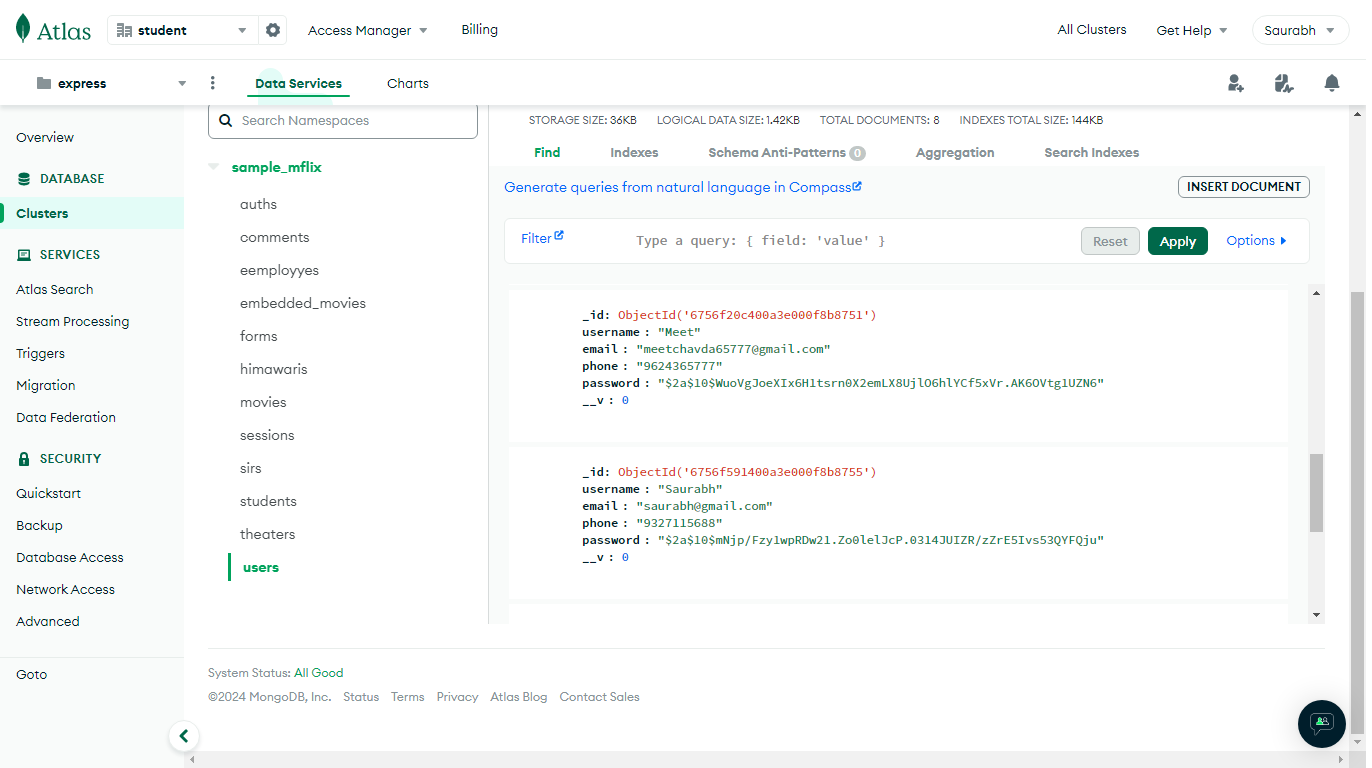 Atlas
student
Access Manager
Billing
All Clusters
Get Help
Saurabh
express
Data Services
Charts
Overview
DATABASE
Clusters
SERVICES
Atlas Search
Stream Processing
Triggers
Migration
Data Federation
SECURITY
Quickstart
Backup
Database Access
Network Access
Advanced
Goto
Search Namespaces
sample_mflix
auths
comments
eemployyes
embedded_movies
forms
himawaris
movies
sessions
sirs
students
theaters
users
STORAGE SIZE: 36KB LOGICAL DATA SIZE: 1.42KB TOTAL DOCUMENTS: 8 INDEXES TOTAL SIZE: 144KB
Find Indexes Schema Anti-Patterns 0 Aggregation Search Indexes
Generate queries from natural language in Compass
INSERT DOCUMENT
Filter
Type a query: { field: 'value' }
Reset
Apply
Options
_id: ObjectId('6756f20c400a3e000f8b8751')
username : "Meet"
email : "meetchavda65777@gmail.com"
phone : "9624365777"
password : "$2a$10$WuoVgJoeXIx6H1tsrn0X2emLX8UjlO6hlYCf5xVr.AK6OVtg1UZN6"
__v : 0
_id: ObjectId('6756f591400a3e000f8b8755')
username : "Saurabh"
email : "saurabh@gmail.com"
phone : "9327115688"
password : "$2a$10$mNjp/Fzy1wpRDw21.Zo0lelJcP.0314JUIZR/zZrE5Ivs53QYFQju"
__v : 0
System Status: All Good
©2024 MongoDB, Inc. Status Terms Privacy Atlas Blog Contact Sales